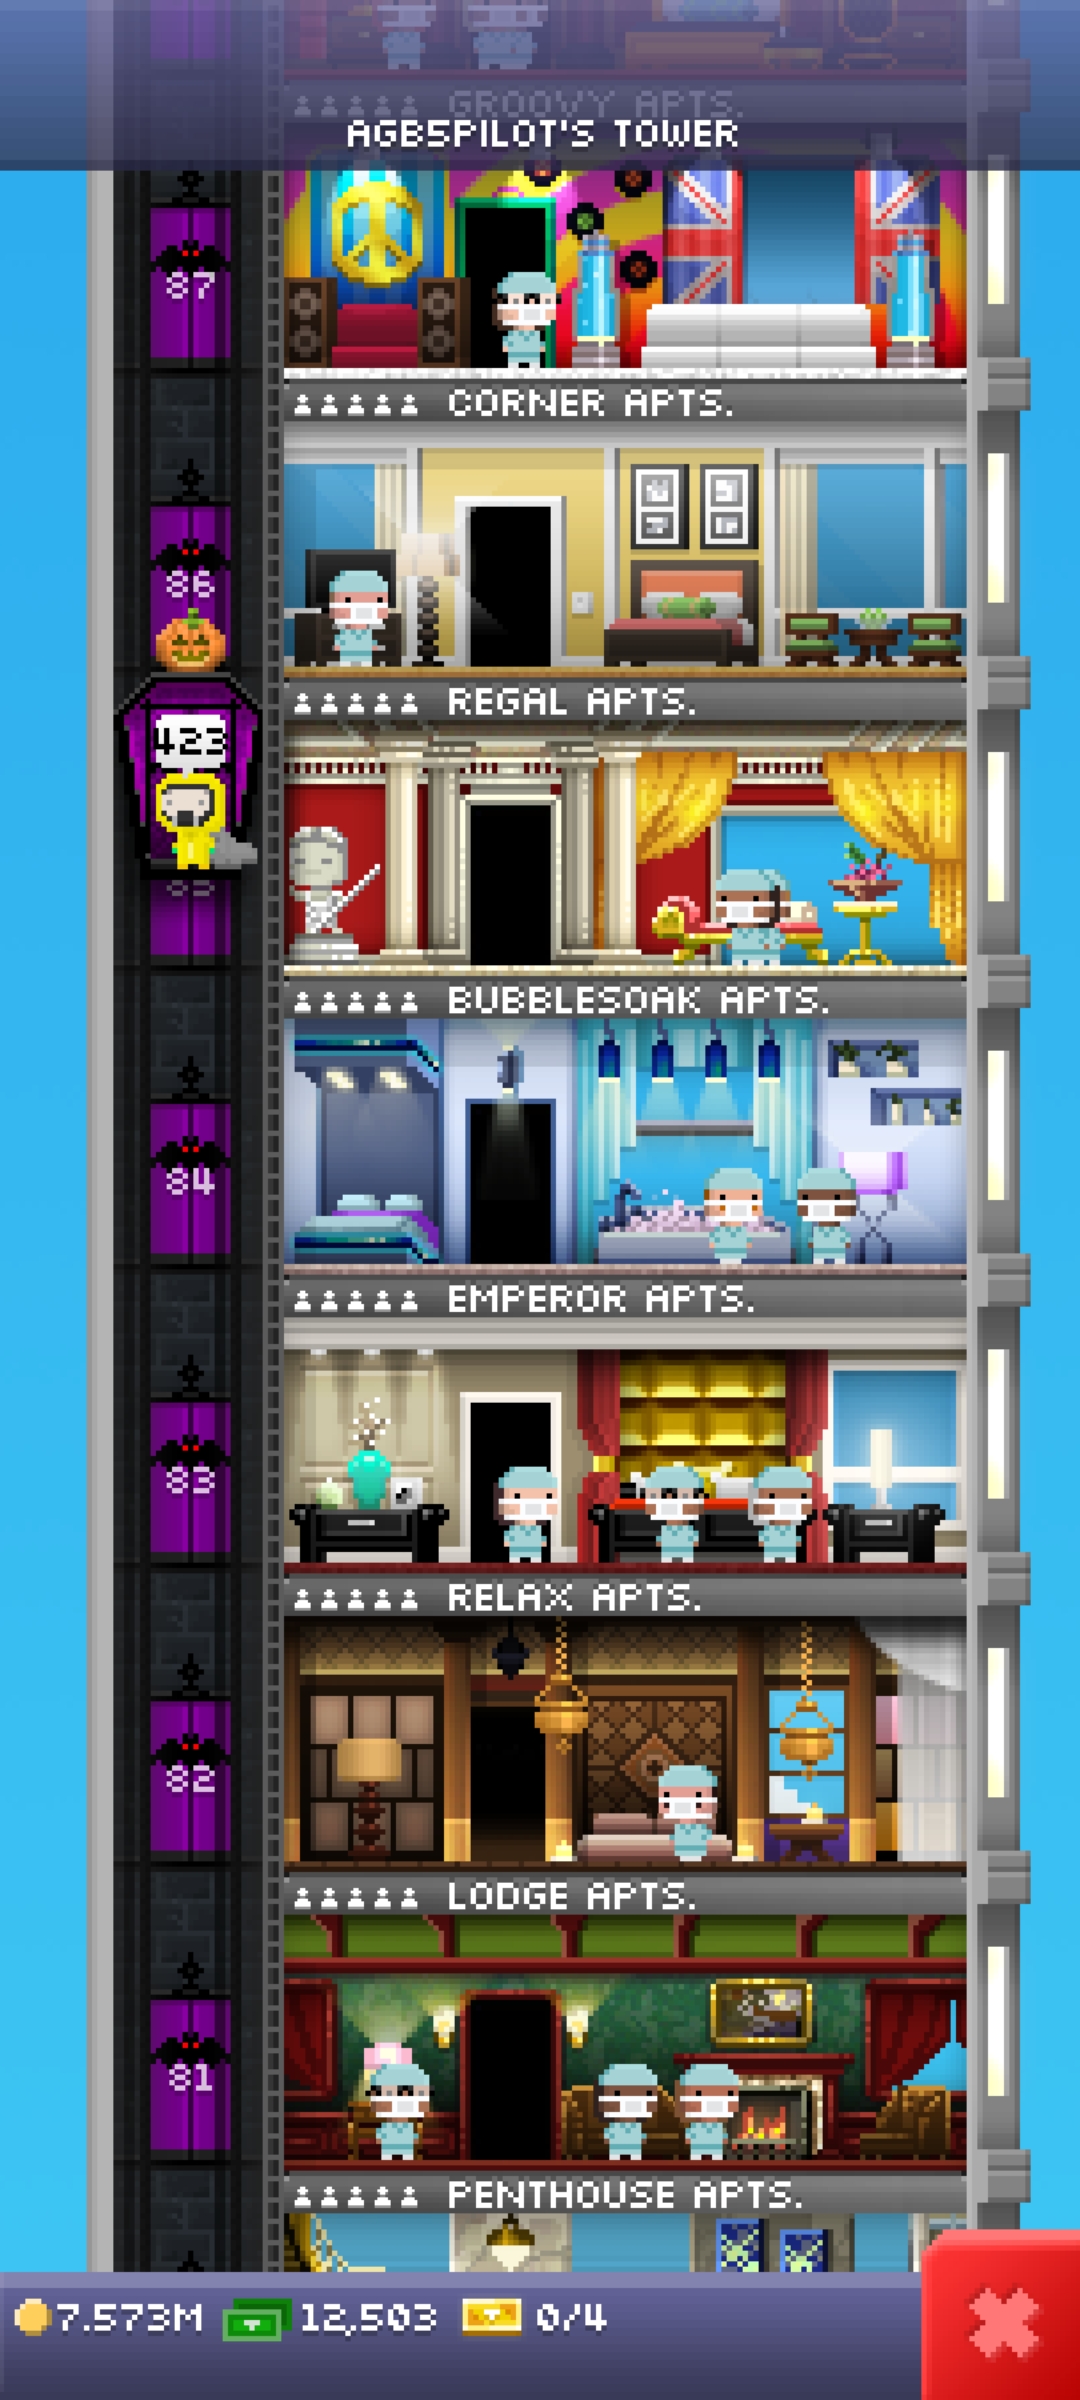 GROOVY APTS.
AGB5PILOT'S TOWER
87
CORNER APTS.
86
REGAL APTS.
423
85
BUBBLESOAK APTS.
84
EMPEROR APTS.
83
RELAX APTS.
82
LODGE APTS.
81
PENTHOUSE APTS.
7.573M 12,503 0/4